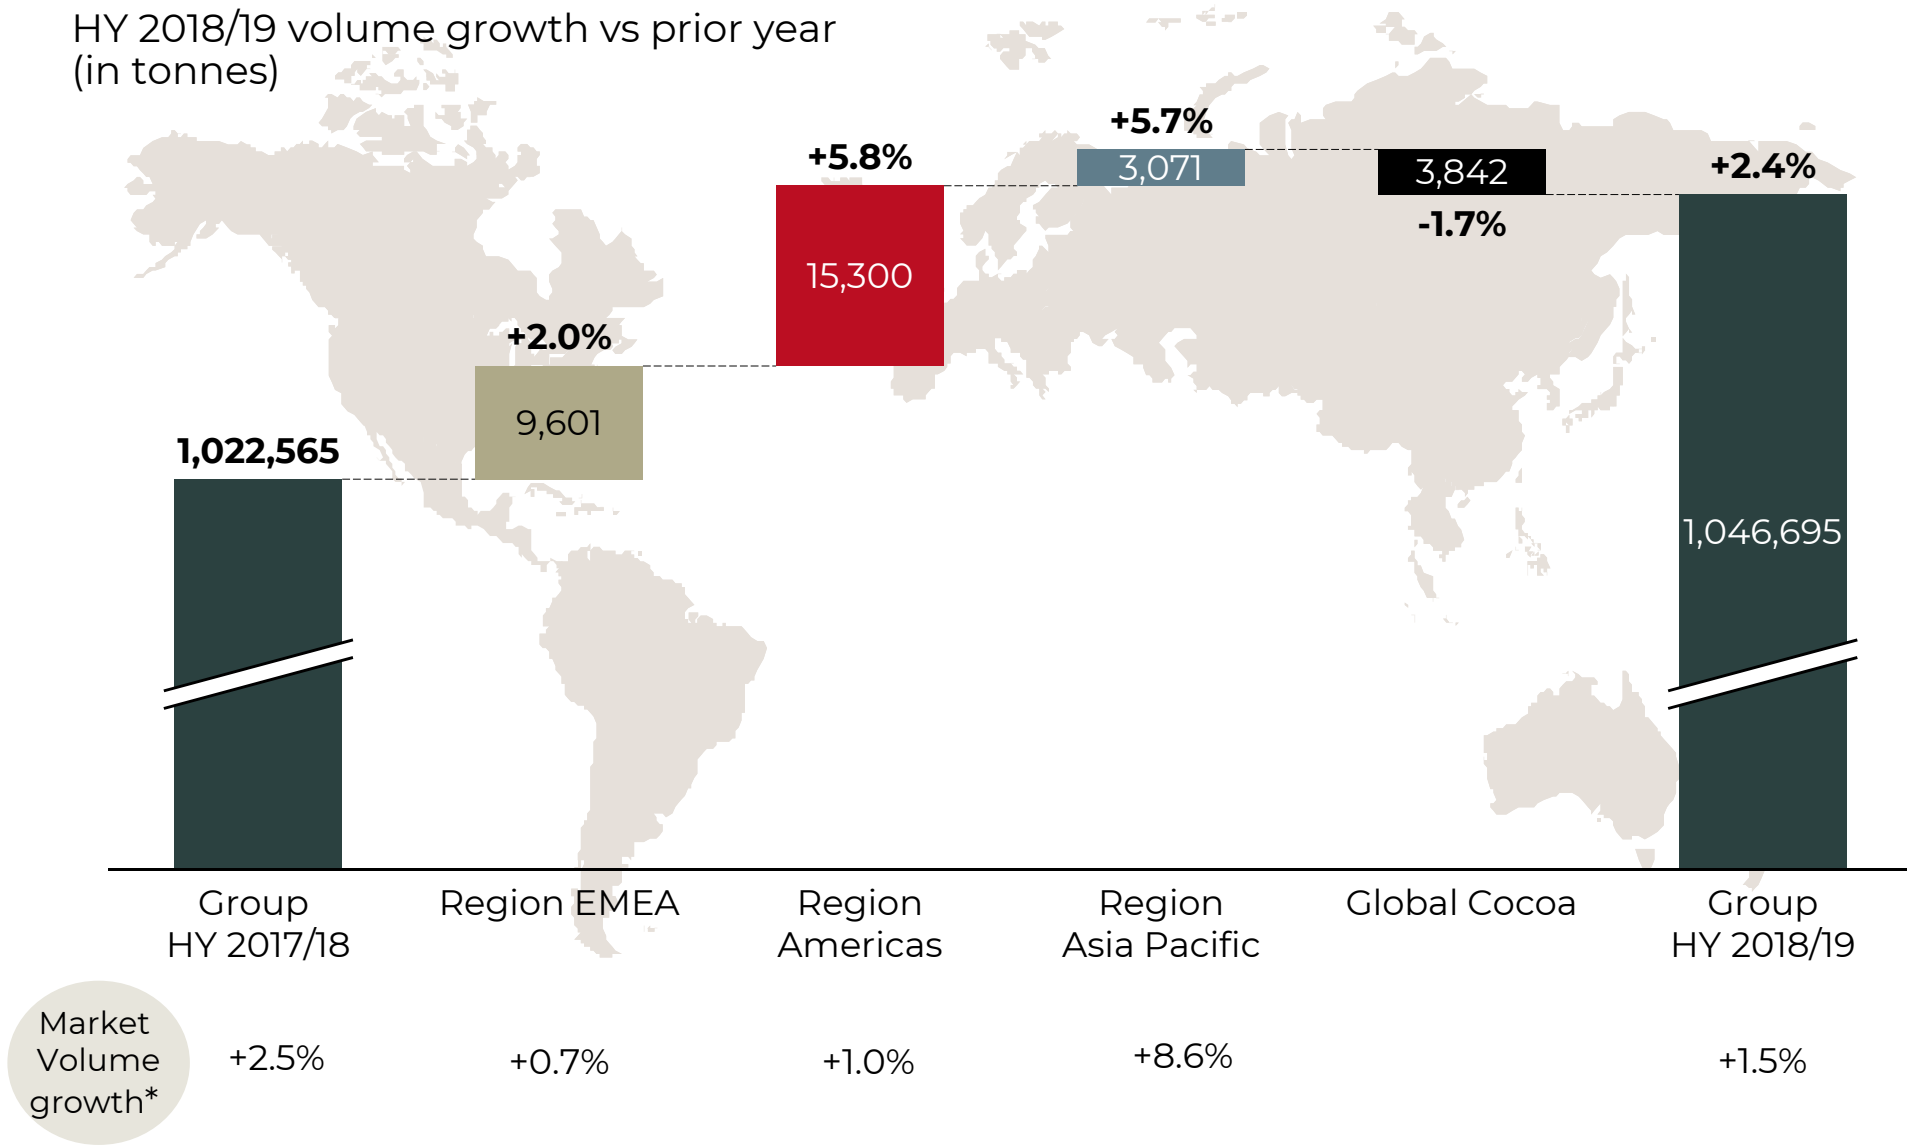 HY 2018/19 volume growth vs prior year
(in tonnes)
+5.7%
3,071
+5.8%
15,300
3,842
-1.7%
+2.4%
+2.0%
9,601
1,022,565
1,046,695
Group
HY 2017/18
Region EMEA
Region
Americas
Region
Asia Pacific
Global Cocoa
Group
HY 2018/19
Market
Volume
growth*
+2.5%
+0.7%
+1.0%
+8.6%
+1.5%